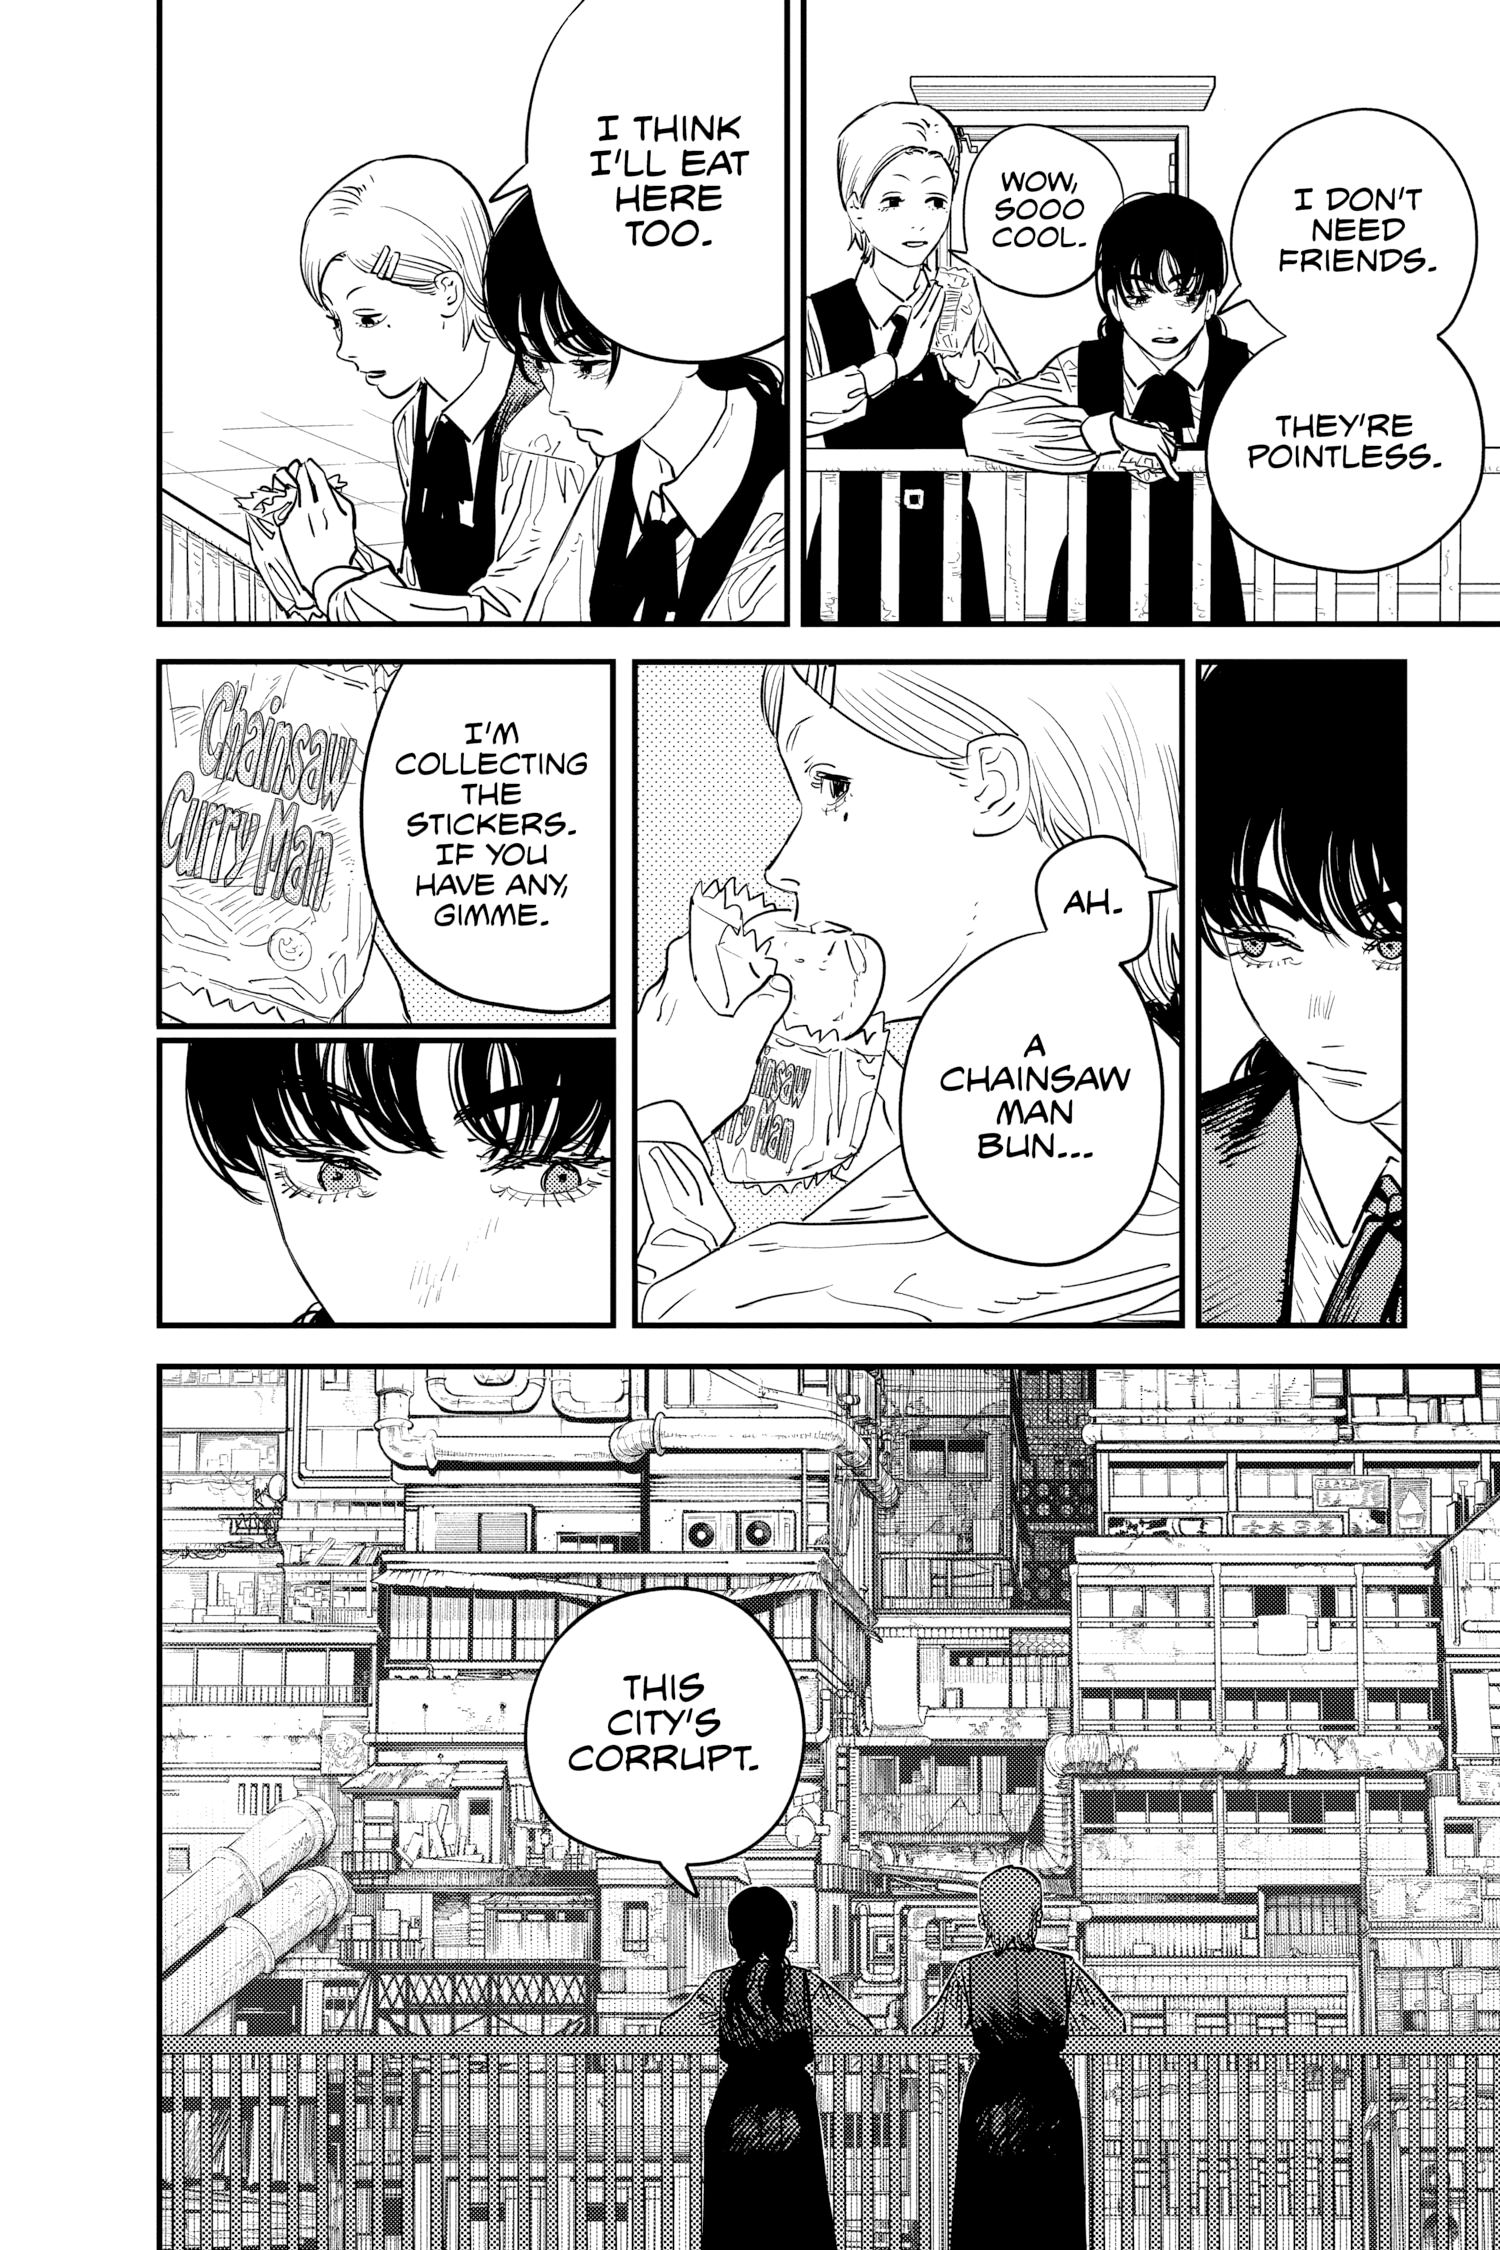 I DON'T
NEED
FRIENDS.
THEY'RE
POINTLESS.
WOW,
SOOO
COOL.
I THINK
I'LL EAT
HERE
TOO.
AH.
A
CHAINSAW
MAN
BUN...
I'M
COLLECTING
THE
STICKERS.
IF YOU
HAVE ANY,
GIMME.
Chainsaw
Curry Man
THIS
CITY'S
CORRUPT.